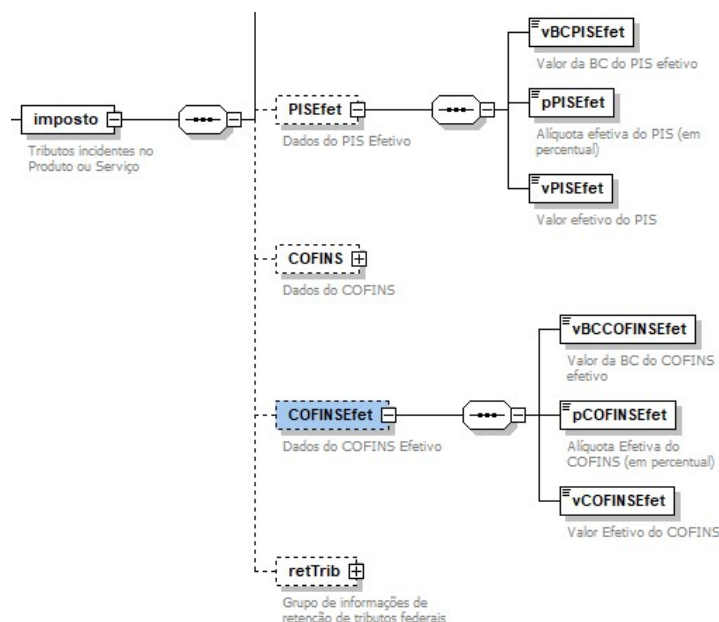 imposto
Tributos incidentes no
Produto ou Serviço
PISEfet
Dados do PIS Efetivo
vBCPISEfet
Valor da BC do PIS efetivo
pPISEfet
Alíquota efetiva do PIS (em
percentual)
vPISEfet
Valor efetivo do PIS
COFINS
Dados do COFINS
COFINSEfet
Dados do COFINS Efetivo
vBCCOFINSEfet
Valor da BC do COFINS
efetivo
pCOFINSEfet
Alíquota Efetiva do
COFINS (em percentual)
vCOFINSEfet
Valor Efetivo do COFINS
retTrib
Grupo de informações de
retenção de tributos federais